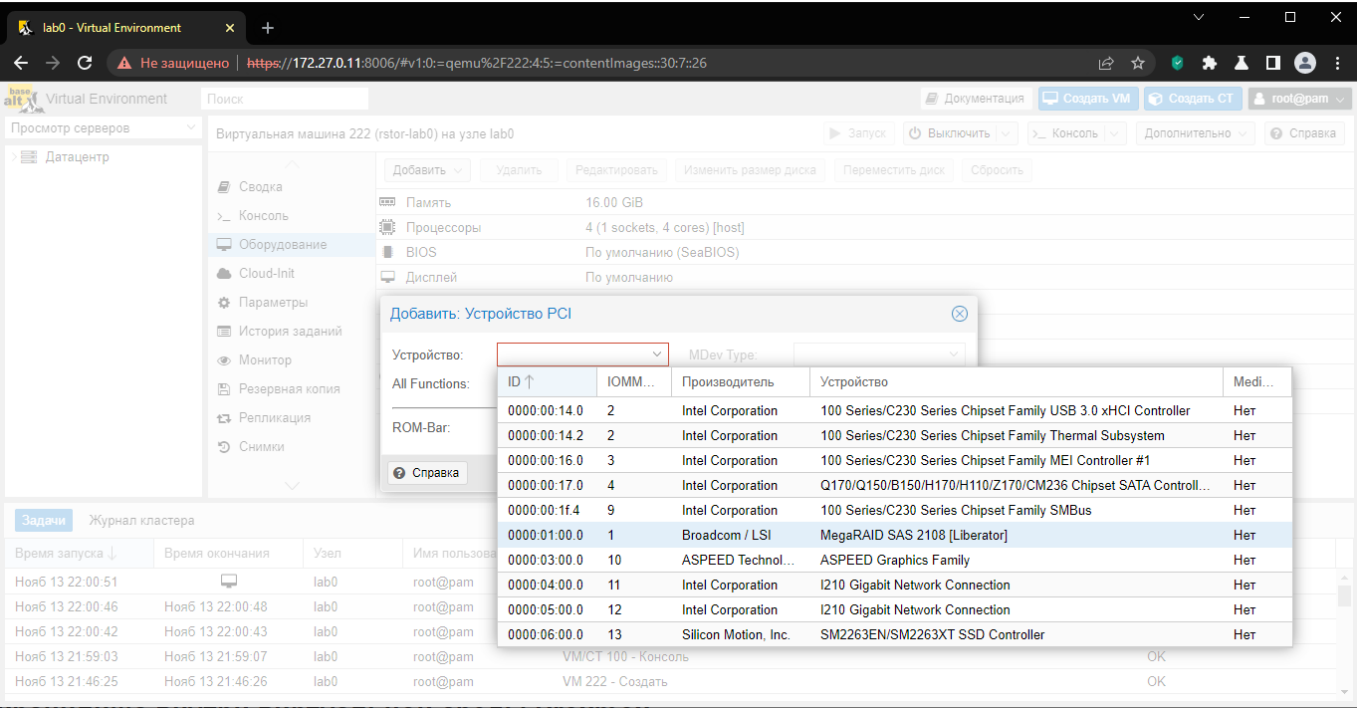 lab0 - Virtual Environment
Не защищено | https://172.27.0.11:8006/#v1:0:=qemu%2F222:4:5:=contentImages::30:7::26
base alt Virtual Environment Поиск Документация Создать VM Создать CT root@pam
Просмотр серверов Виртуальная машина 222 (rstor-lab0) на узле lab0 Запуск Выключить >_ Консоль Дополнительно Справка
Датацентр
Добавить Удалить Редактировать Изменить размер диска Переместить диск Сбросить
Сводка
Консоль
Оборудование
Cloud-Init
Параметры
История заданий
Монитор
Резервная копия
Репликация
Снимки
Память 16.00 GiB
Процессоры 4 (1 sockets, 4 cores) [host]
BIOS По умолчанию (SeaBIOS)
Дисплей По умолчанию
Добавить: Устройство PCI
Устройство: MDev Type:
All Functions:
ROM-Bar:
Справка
ID IOMM... Производитель Устройство Medi...
0000:00:14.0 2 Intel Corporation 100 Series/C230 Series Chipset Family USB 3.0 xHCI Controller Нет
0000:00:14.2 2 Intel Corporation 100 Series/C230 Series Chipset Family Thermal Subsystem Нет
0000:00:16.0 3 Intel Corporation 100 Series/C230 Series Chipset Family MEI Controller #1 Нет
0000:00:17.0 4 Intel Corporation Q170/Q150/B150/H170/H110/Z170/CM236 Chipset SATA Controll... Нет
0000:00:1f.4 9 Intel Corporation 100 Series/C230 Series Chipset Family SMBus Нет
0000:01:00.0 1 Broadcom / LSI MegaRAID SAS 2108 [Liberator] Нет
0000:03:00.0 10 ASPEED Technol... ASPEED Graphics Family Нет
0000:04:00.0 11 Intel Corporation I210 Gigabit Network Connection Нет
0000:05:00.0 12 Intel Corporation I210 Gigabit Network Connection Нет
0000:06:00.0 13 Silicon Motion, Inc. SM2263EN/SM2263XT SSD Controller Нет
Задачи Журнал кластера
Время запуска Время окончания Узел Имя пользова
Нояб 13 22:00:51 lab0 root@pam
Нояб 13 22:00:46 Нояб 13 22:00:48 lab0 root@pam
Нояб 13 22:00:42 Нояб 13 22:00:43 lab0 root@pam
Нояб 13 21:59:03 Нояб 13 21:59:07 lab0 root@pam VM/CT 100 - Консоль OK
Нояб 13 21:46:25 Нояб 13 21:46:26 lab0 root@pam VM 222 - Создать OK